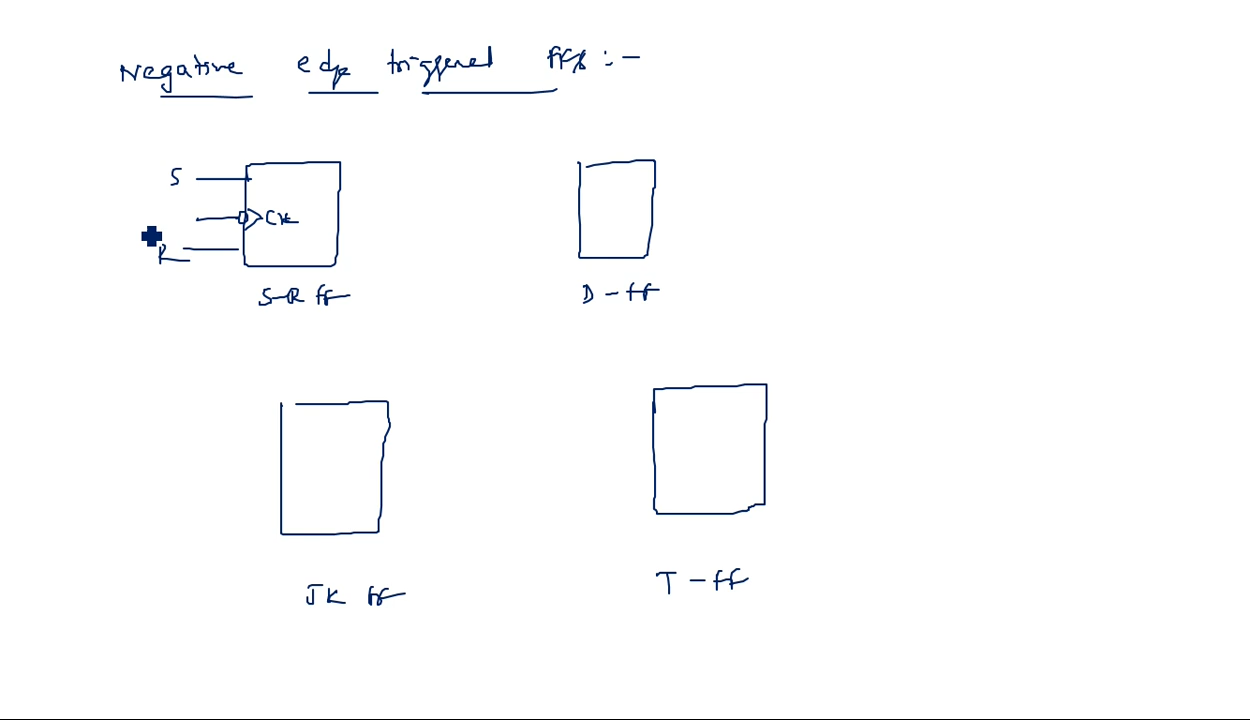 Negative edge triggered ffs :-
S
CK
R
S-R ff
D - ff
JK ff
T - ff